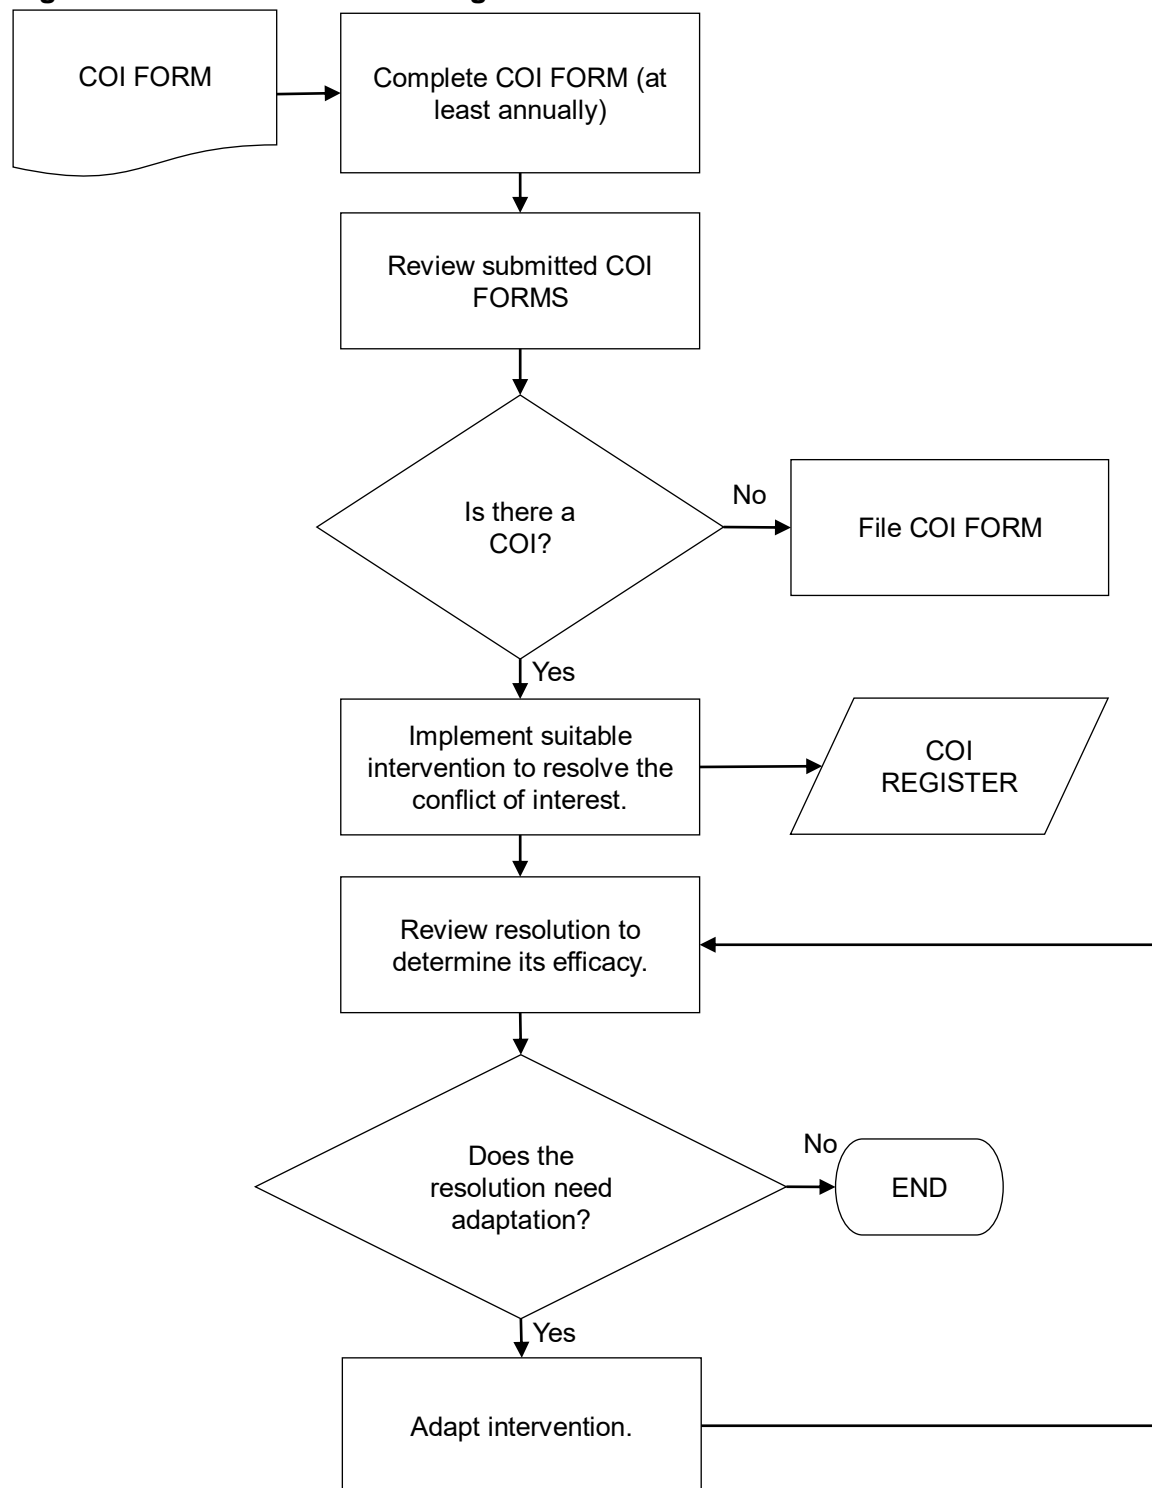 COI FORM
Complete COI FORM (at
least annually)
Review submitted COI
FORMS
Is there a
COI?
No
File COI FORM
Yes
Implement suitable
intervention to resolve the
conflict of interest.
COI
REGISTER
Review resolution to
determine its efficacy.
Does the
resolution need
adaptation?
No
END
Yes
Adapt intervention.